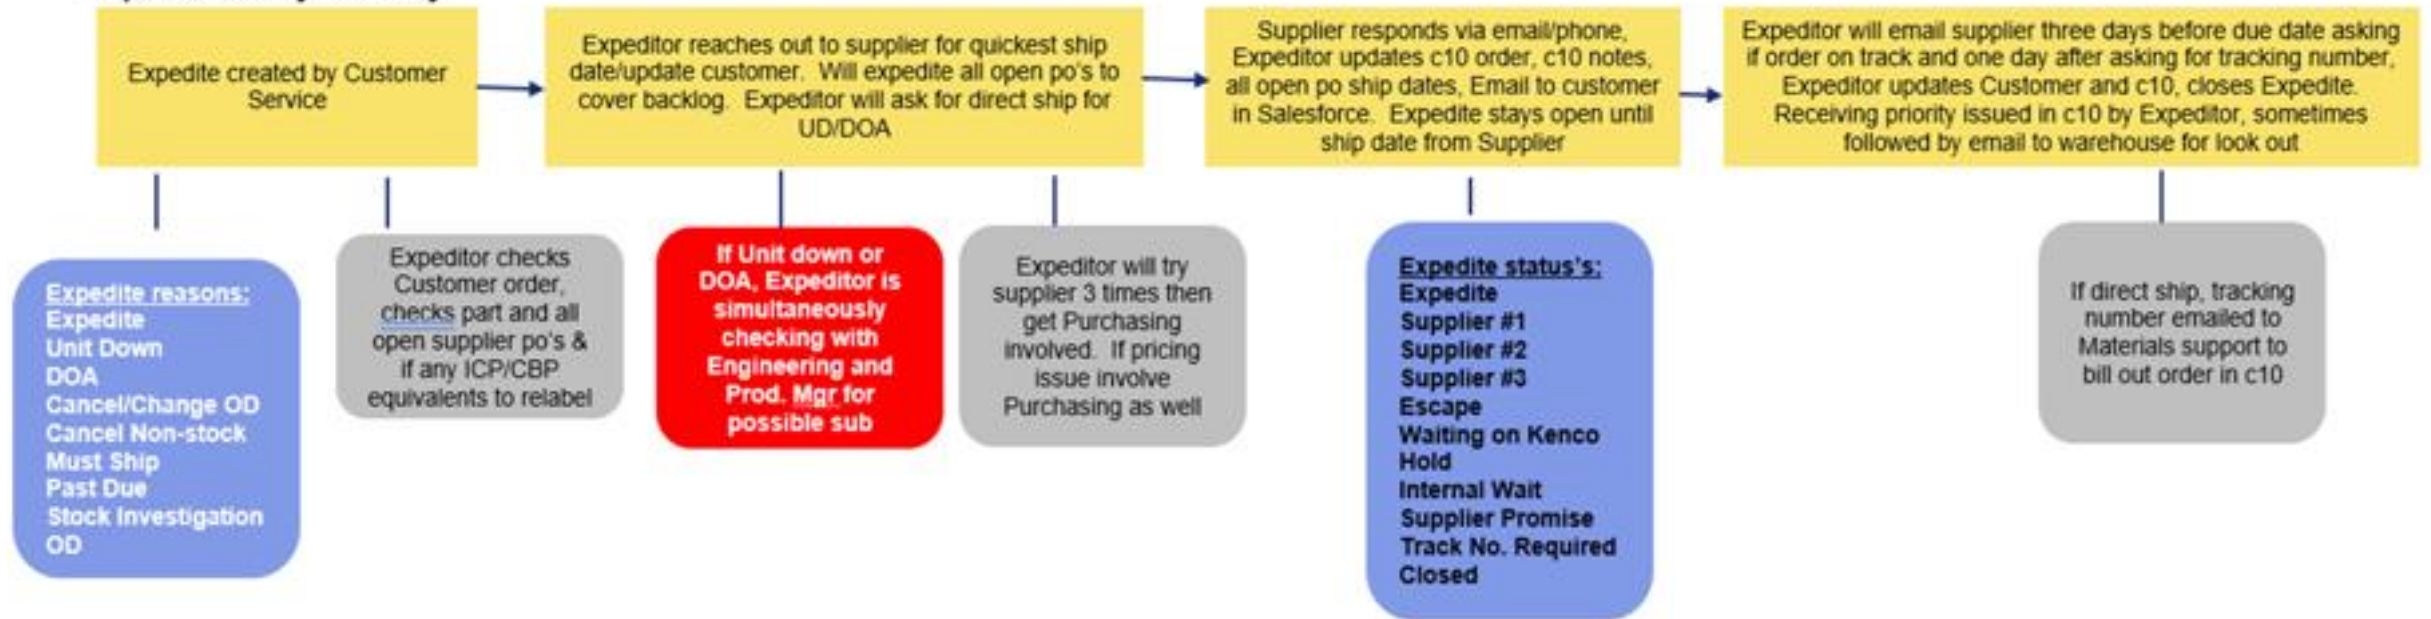 Expedite created by Customer
Service
Expeditor reaches out to supplier for quickest ship
date/update customer.  Will expedite all open po's to
cover backlog.  Expeditor will ask for direct ship for
UD/DOA
Supplier responds via email/phone,
Expeditor updates c10 order, c10 notes,
all open po ship dates, Email to customer
in Salesforce.  Expedite stays open until
ship date from Supplier
Expeditor will email supplier three days before due date asking
if order on track and one day after asking for tracking number,
Expeditor updates Customer and c10, closes Expedite.
Receiving priority issued in c10 by Expeditor, sometimes
followed by email to warehouse for look out
Expedite reasons:
Expedite
Unit Down
DOA
Cancel/Change OD
Cancel Non-stock
Must Ship
Past Due
Stock Investigation
OD
Expeditor checks
Customer order,
checks part and all
open supplier po's &
if any ICP/CBP
equivalents to relabel
If Unit down or
DOA, Expeditor is
simultaneously
checking with
Engineering and
Prod. Mgr for
possible sub
Expeditor will try
supplier 3 times then
get Purchasing
involved.  If pricing
issue involve
Purchasing as well
Expedite status's:
Expedite
Supplier #1
Supplier #2
Supplier #3
Escape
Waiting on Kenco
Hold
Internal Wait
Supplier Promise
Track No. Required
Closed
If direct ship, tracking
number emailed to
Materials support to
bill out order in c10